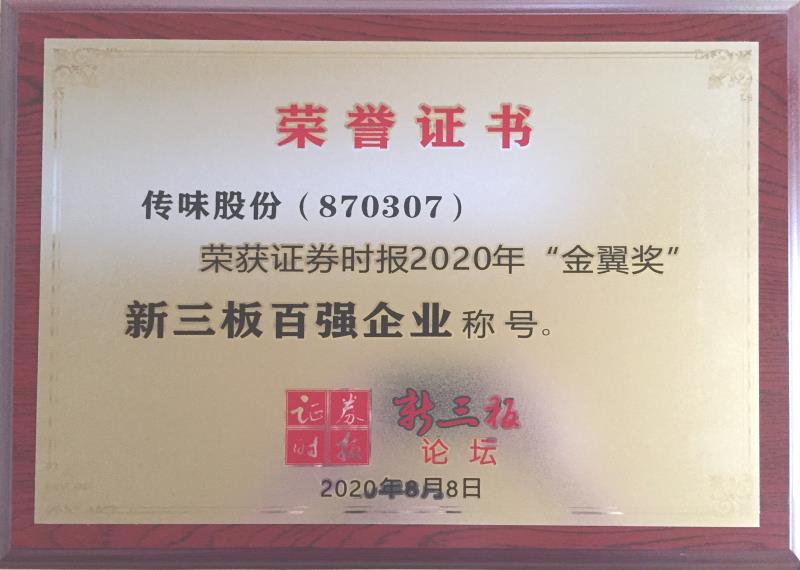 荣誉证书
传味股份（870307）
荣获证券时报2020年“金翼奖”
新三板百强企业称号。
证券时报
新三板
论坛
2020年8月8日